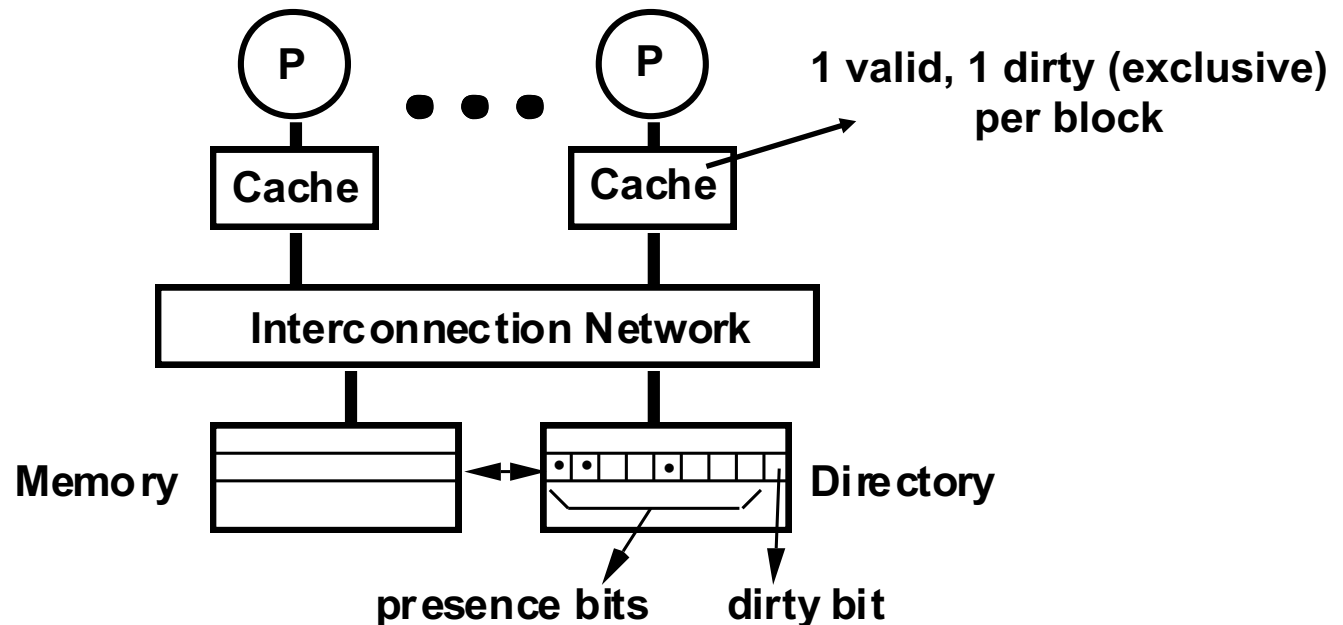 P
P
1 valid, 1 dirty (exclusive)
per block
Cache
Cache
Interconnection Network
Memory
Directory
presence bits
dirty bit